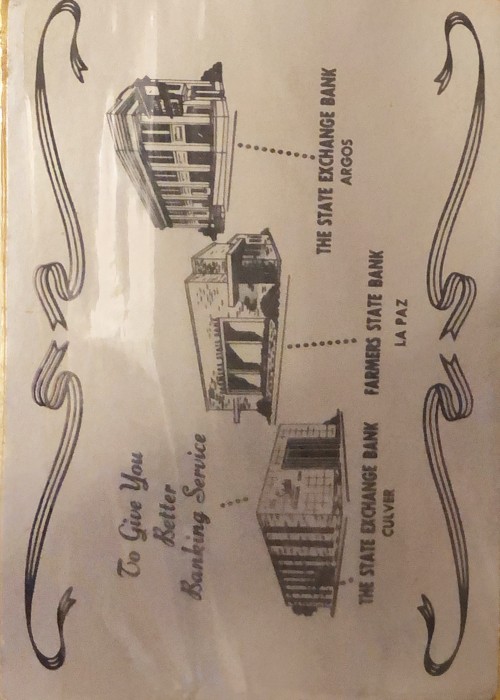 To Give You
Better
Banking Service
THE STATE EXCHANGE BANK
CULVER
FARMERS STATE BANK
LA PAZ
THE STATE EXCHANGE BANK
ARGOS